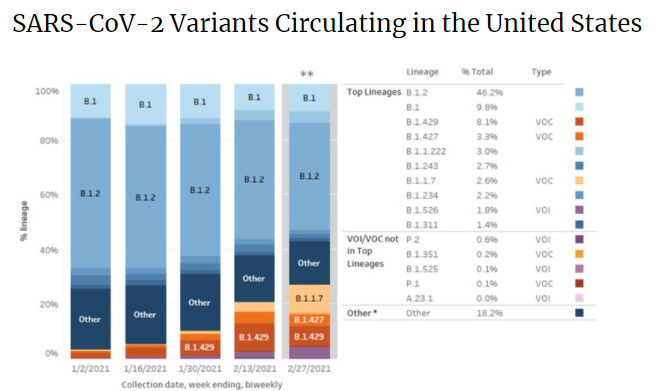 SARS-CoV-2 Variants Circulating in the United States
**
100%
80%
60%
40%
20%
0%
% lineage
B.1 B.1 B.1 B.1 B.1
B.1.2 B.1.2 B.1.2 B.1.2 B.1.2
Other Other Other Other Other
B.1.1.7
B.1.427
B.1.429 B.1.429 B.1.429
1/2/2021 1/16/2021 1/30/2021 2/13/2021 2/27/2021
Collection date, week ending, biweekly
Lineage % Total Type
Top Lineages B.1.2 46.2%
B.1 9.8%
B.1.429 8.1% VOC
B.1.427 3.3% VOC
B.1.1.222 3.0%
B.1.243 2.7%
B.1.1.7 2.6% VOC
B.1.234 2.2%
B.1.526 1.8% VOI
B.1.311 1.4%
VOI/VOC not in Top Lineages P.2 0.6% VOI
B.1.351 0.2% VOC
B.1.525 0.1% VOI
P.1 0.1% VOC
A.23.1 0.0% VOI
Other * Other 18.2%